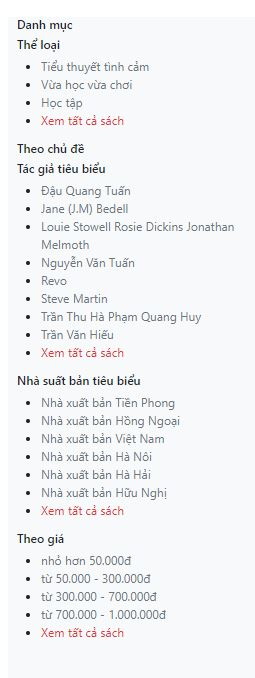 Danh mục
Thể loại
Tiểu thuyết tình cảm
Vừa học vừa chơi
Học tập
Xem tất cả sách
Theo chủ đề
Tác giả tiêu biểu
Đậu Quang Tuấn
Jane (J.M) Bedell
Louie Stowell Rosie Dickins Jonathan
Melmoth
Nguyễn Văn Tuấn
Revo
Steve Martin
Trần Thu Hà Phạm Quang Huy
Trần Văn Hiếu
Xem tất cả sách
Nhà suất bản tiêu biểu
Nhà xuất bản Tiền Phong
Nhà xuất bản Hồng Ngoại
Nhà xuất bản Việt Nam
Nhà xuất bản Hà Nôi
Nhà xuất bản Hà Hải
Nhà xuất bản Hữu Nghị
Xem tất cả sách
Theo giá
nhỏ hơn 50.000đ
từ 50.000 - 300.000đ
từ 300.000 - 700.000đ
từ 700.000 - 1.000.000đ
Xem tất cả sách